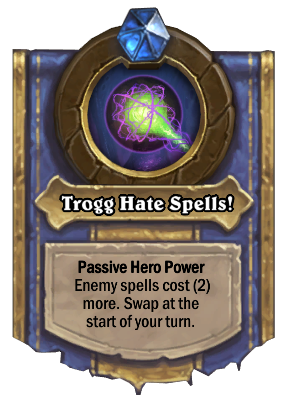 Trogg Hate Spells!
Passive Hero Power
Enemy spells cost (2)
more. Swap at the
start of your turn.